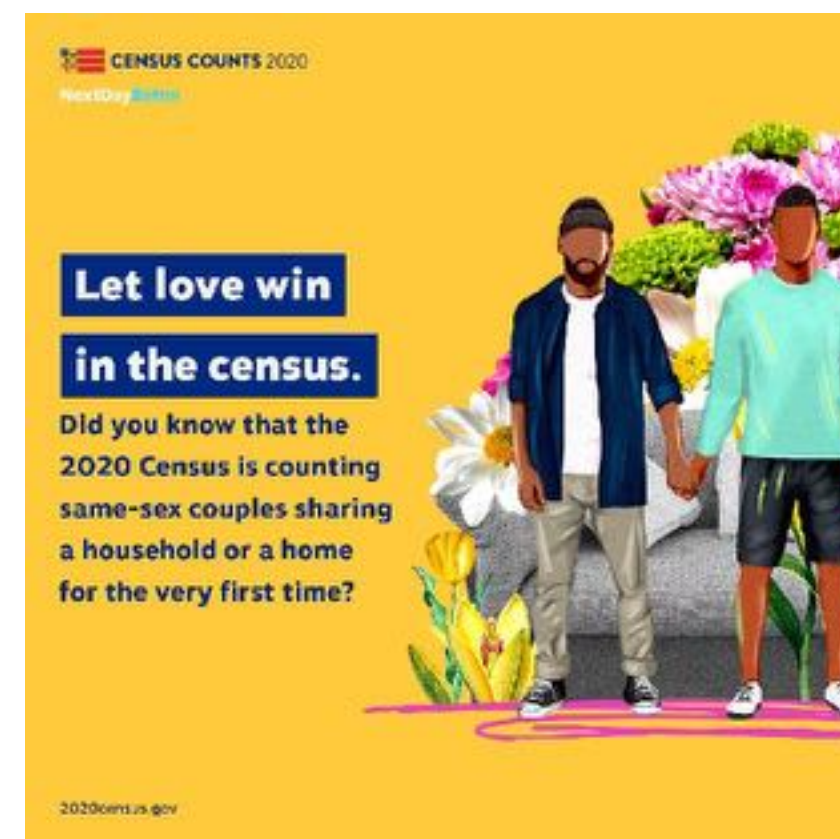 CENSUS COUNTS 2020
NextDayBetter
Let love win
in the census.
Did you know that the
2020 Census is counting
same-sex couples sharing
a household or a home
for the very first time?
2020census.gov